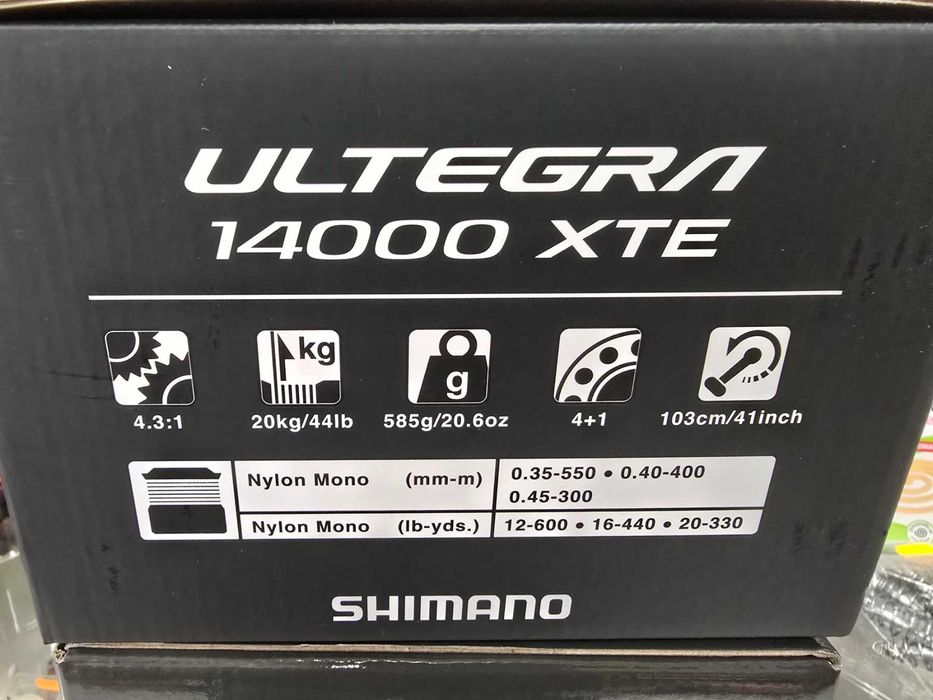 ULTEGRA
14000 XTE
kg
g
4.3:1 20kg/44lb 585g/20.6oz 4+1 103cm/41inch
Nylon Mono (mm-m) 0.35-550 • 0.40-400
0.45-300
Nylon Mono (lb-yds.) 12-600 • 16-440 • 20-330
SHIMANO